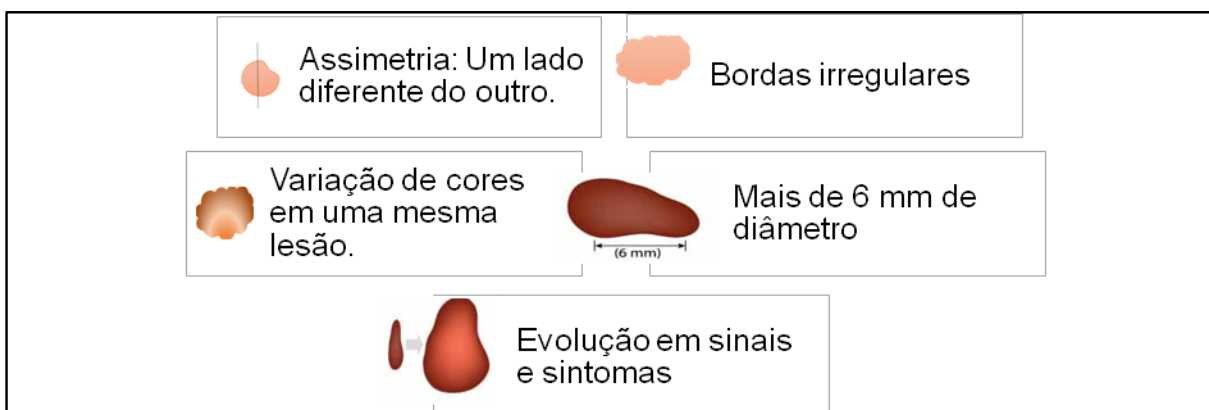 Assimetria: Um lado
diferente do outro.
Bordas irregulares
Variação de cores
em uma mesma
lesão.
Mais de 6 mm de
diâmetro
(6 mm)
Evolução em sinais
e sintomas